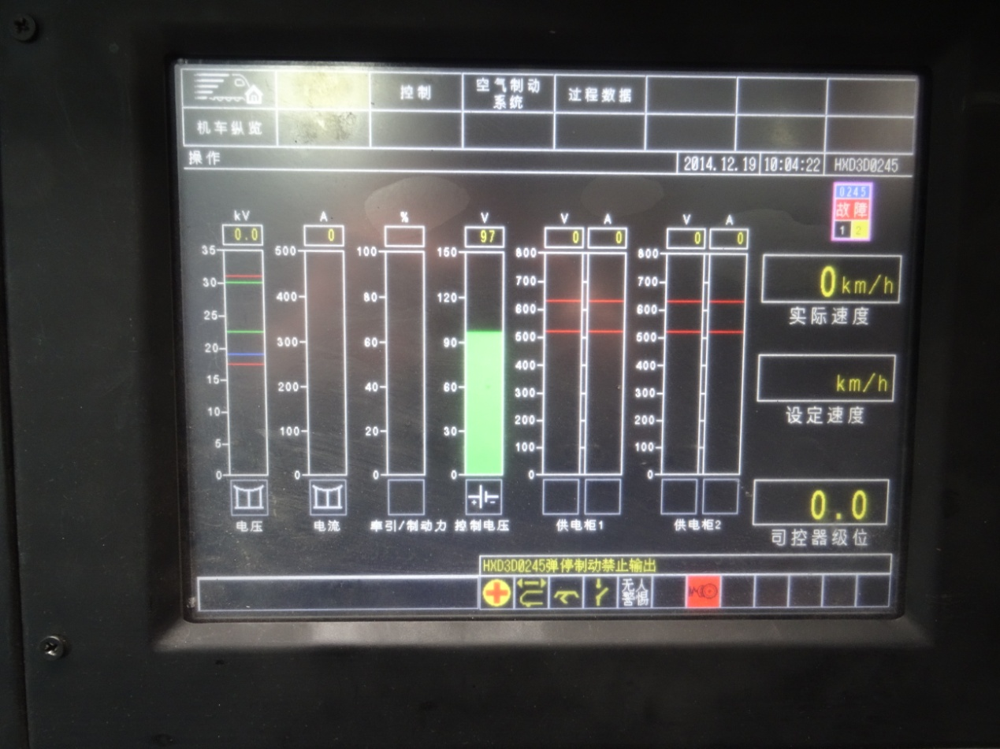 控制
空气制动
系统
过程数据
机车纵览
操作
2014.12.19
10:04:22
HXD3D0245
0245
故障
1 2
kV A % V V A V A
0.0 0 97 0 0 0 0
35 500 100 150 800 800
30 400 80 120 700 700
25 300 60 90 600 600
20 200 40 60 500 500
15 100 20 30 400 400
10 0 0 0 300 300
5 200 200
0 100 100
0 0
0 km/h
实际速度
km/h
设定速度
0.0
司控器级位
电压 电流 牵引/制动力 控制电压 供电柜1 供电柜2
HXD3D0245弹停制动禁止输出
无人
警惕